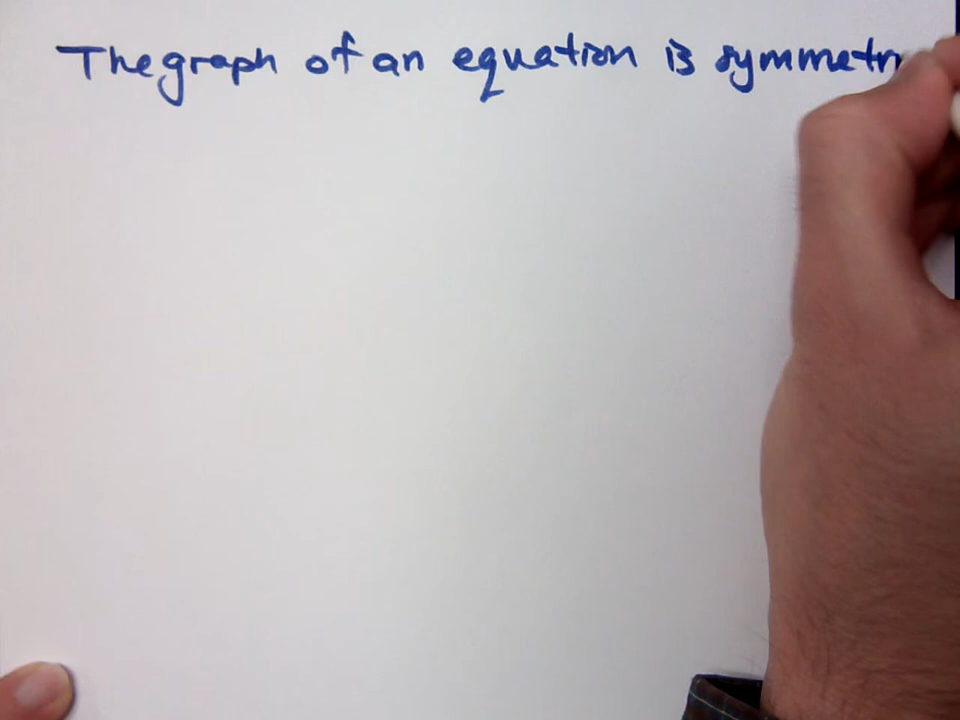 The graph of an equation is symmetr